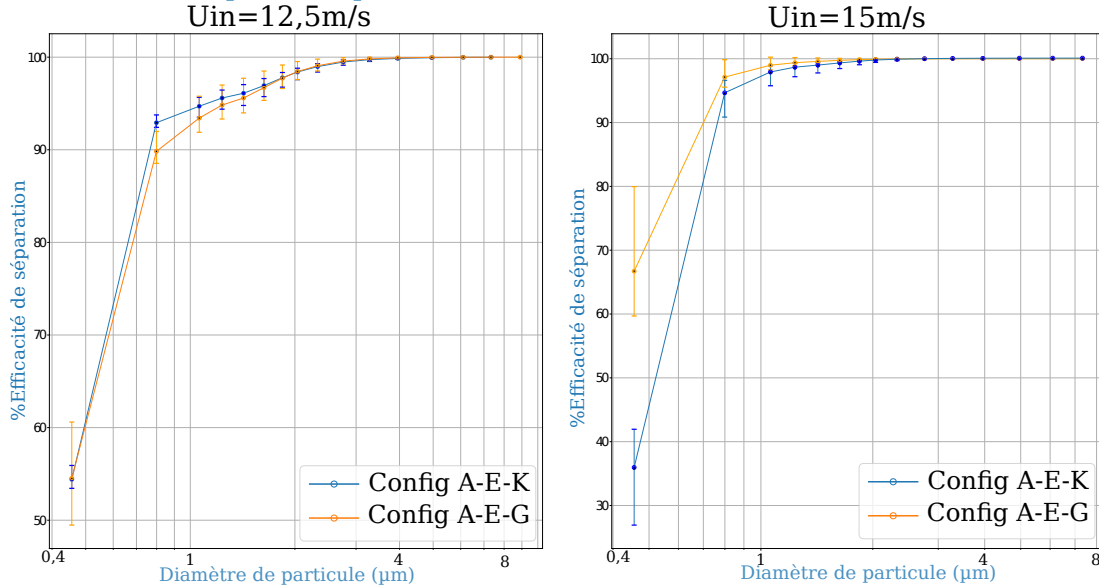 Uin=12,5m/s
%Efficacité de séparation
100
90
80
70
60
50
0,4
1
2
4
8
Diamètre de particule (µm)
Config A-E-K
Config A-E-G
Uin=15m/s
%Efficacité de séparation
100
90
80
70
60
50
40
30
0,4
1
2
4
8
Diamètre de particule (µm)
Config A-E-K
Config A-E-G